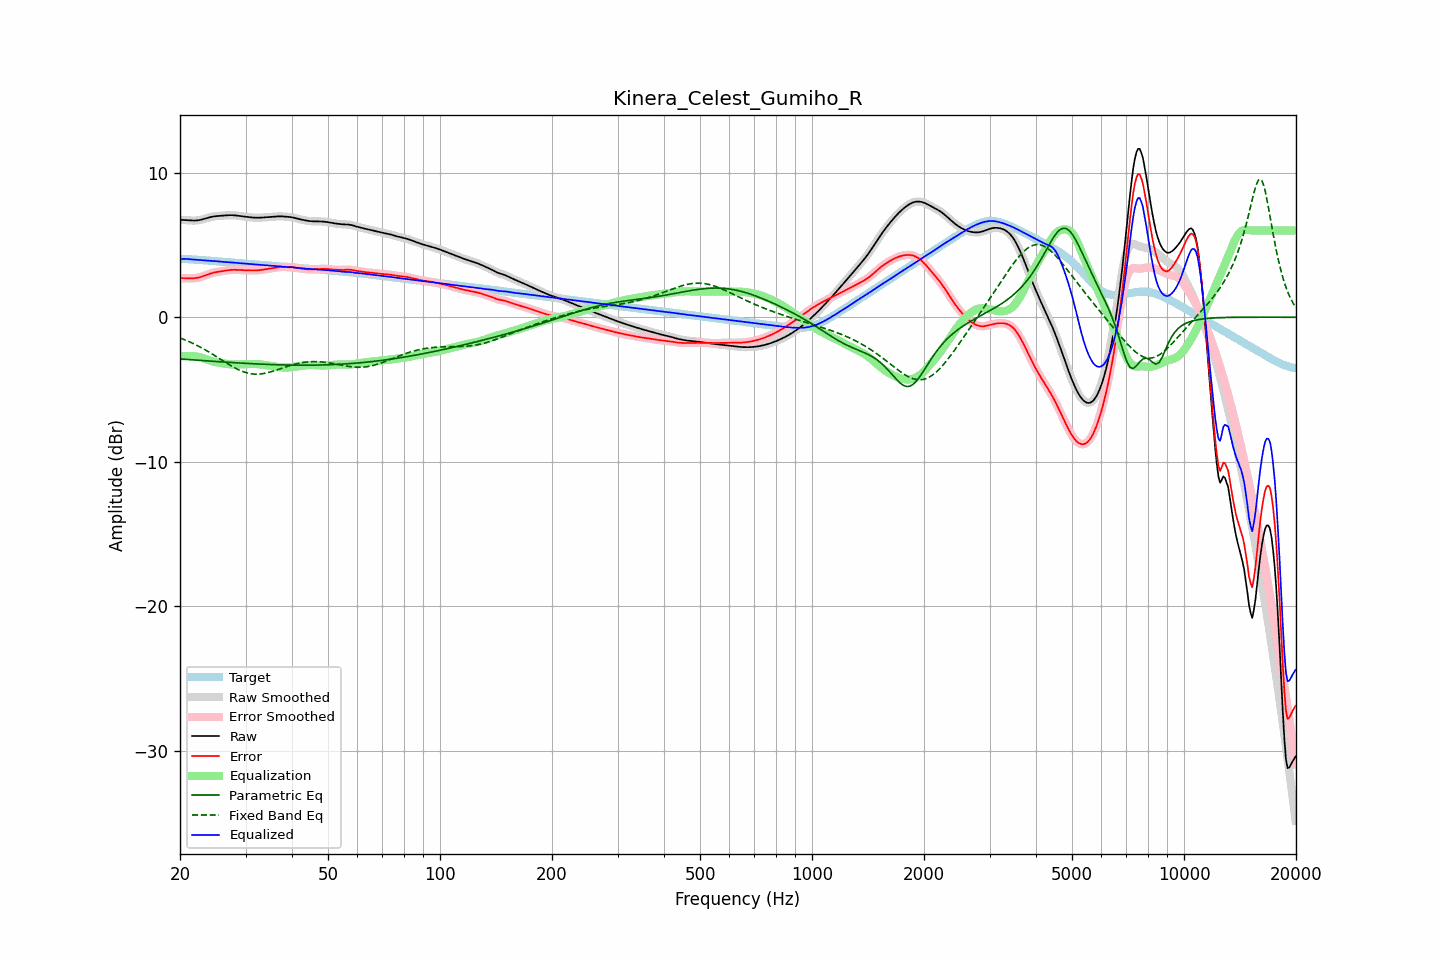 Kinera_Celest_Gumiho_R
Amplitude (dBr)
10
0
−10
−20
−30
Target
Raw Smoothed
Error Smoothed
Raw
Error
Equalization
Parametric Eq
Fixed Band Eq
Equalized
20 50 100 200 500 1000 2000 5000 10000 20000
Frequency (Hz)